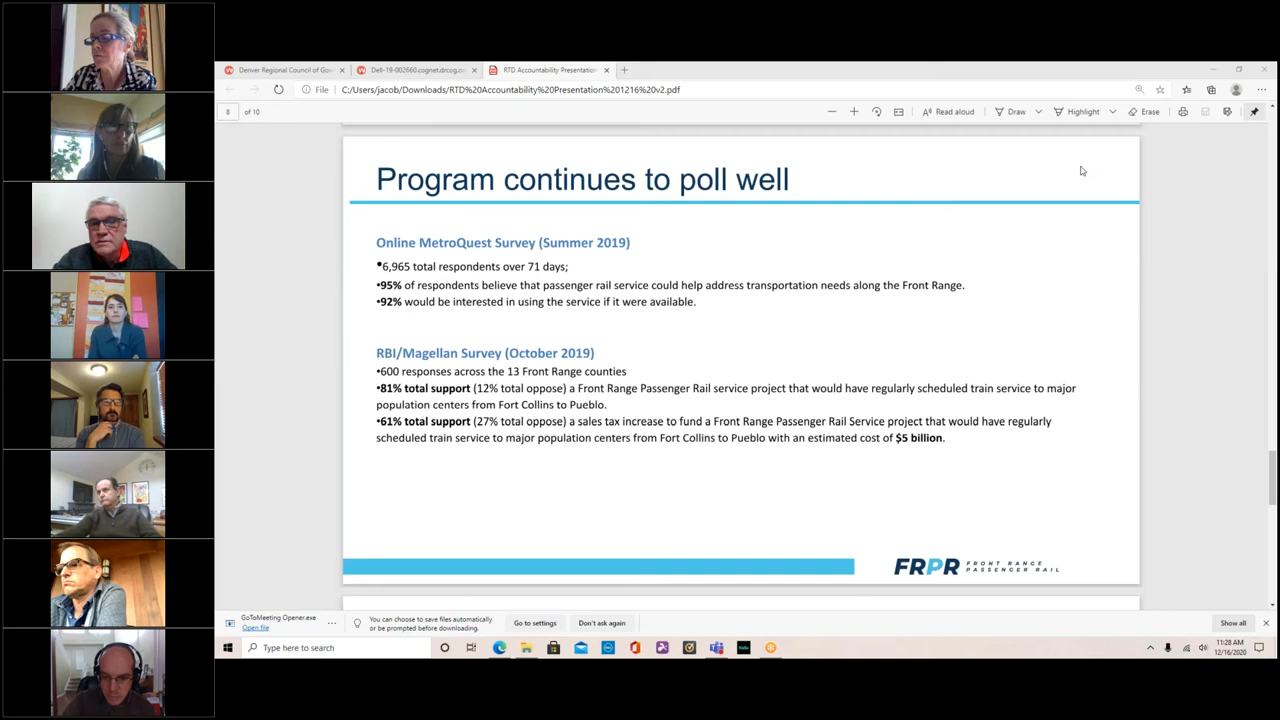 Denver Regional Council of Gov
Dell-19-002660.cognet.drcog.or
RTD Accountability Presentation
File
C:/Users/jacob/Downloads/RTD%20Accountability%20Presentation%201216%20v2.pdf
8 of 10
Read aloud
Draw
Highlight
Erase
Program continues to poll well
Online MetroQuest Survey (Summer 2019)
•6,965 total respondents over 71 days;
•95% of respondents believe that passenger rail service could help address transportation needs along the Front Range.
•92% would be interested in using the service if it were available.
RBI/Magellan Survey (October 2019)
•600 responses across the 13 Front Range counties
•81% total support (12% total oppose) a Front Range Passenger Rail service project that would have regularly scheduled train service to major
population centers from Fort Collins to Pueblo.
•61% total support (27% total oppose) a sales tax increase to fund a Front Range Passenger Rail Service project that would have regularly
scheduled train service to major population centers from Fort Collins to Pueblo with an estimated cost of $5 billion.
FRPR FRONT RANGE
PASSENGER RAIL
GoToMeeting Opener.exe
Open file
You can choose to save files automatically
or be prompted before downloading.
Go to settings
Don't ask again
Show all
Type here to search
11:28 AM
12/16/2020